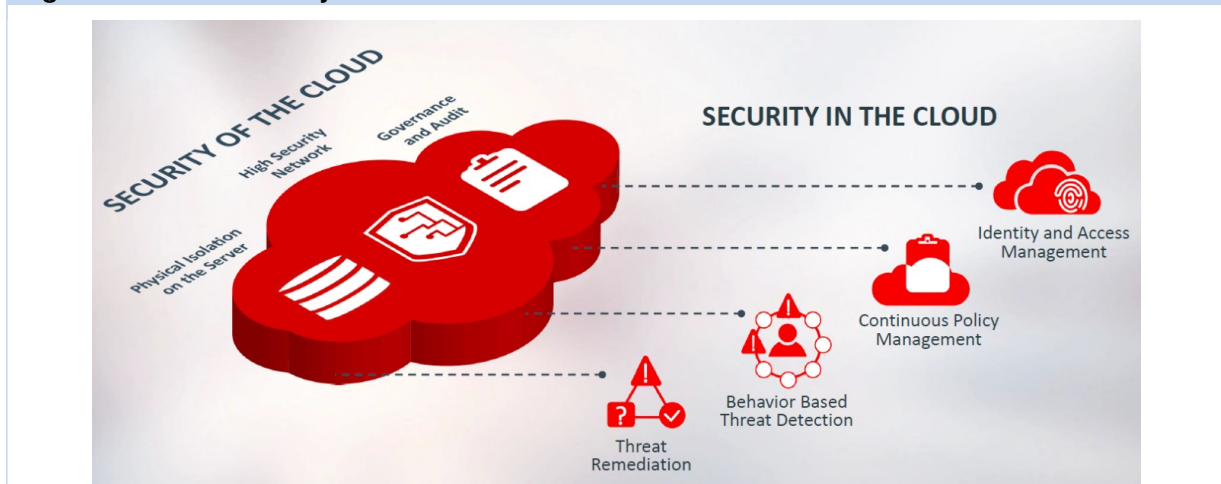 SECURITY OF THE CLOUD
Physical Isolation
on the Server
High Security
Network
Governance
and Audit
SECURITY IN THE CLOUD
Identity and Access
Management
Continuous Policy
Management
Behavior Based
Threat Detection
Threat
Remediation